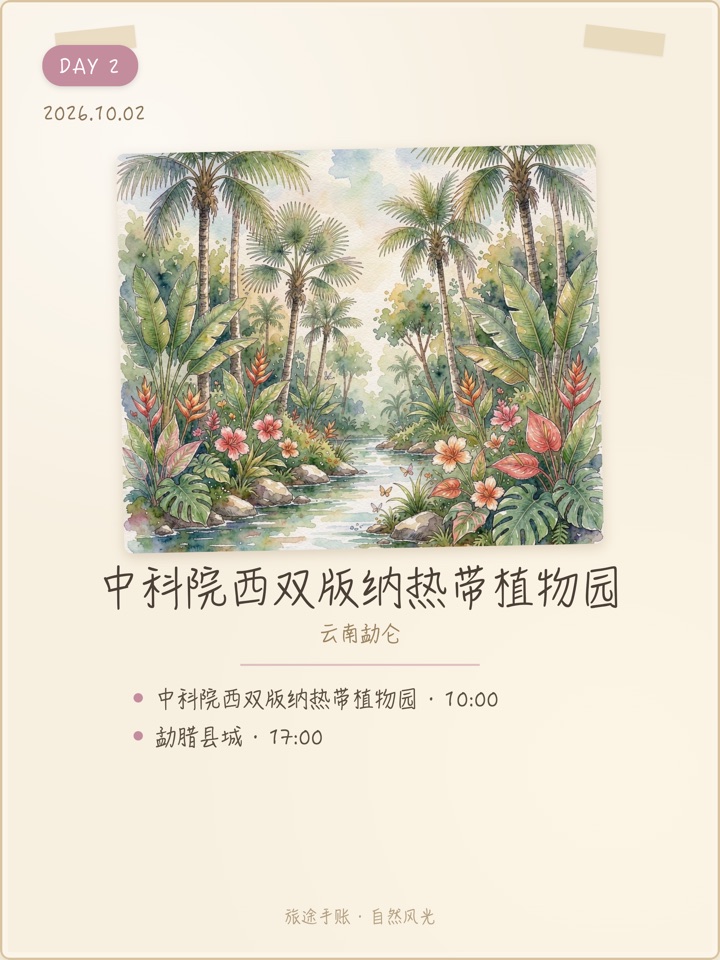 DAY 2
2026.10.02
中科院西双版纳热带植物园
云南勐仑
中科院西双版纳热带植物园 · 10:00
勐腊县城 · 17:00
旅途手账 · 自然风光